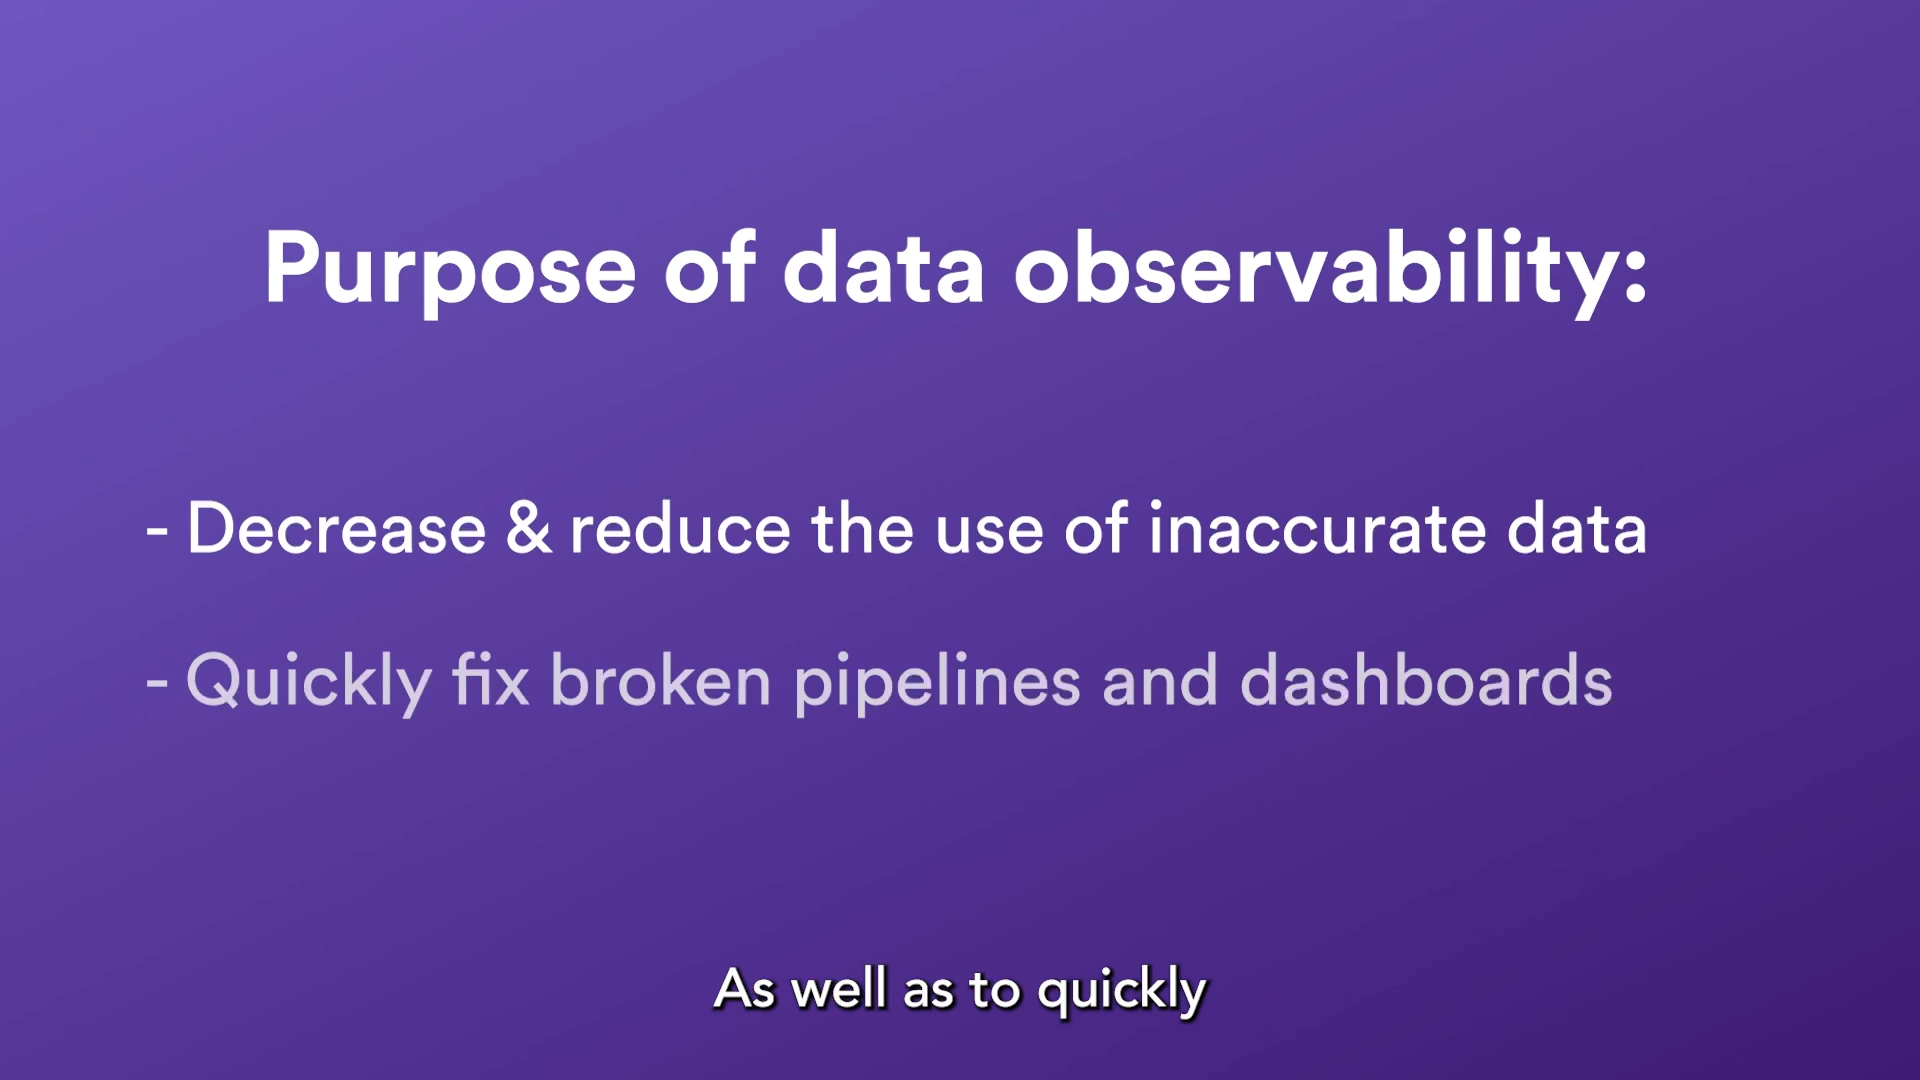 Purpose of data observability:
- Decrease & reduce the use of inaccurate data
- Quickly fix broken pipelines and dashboards
As well as to quickly